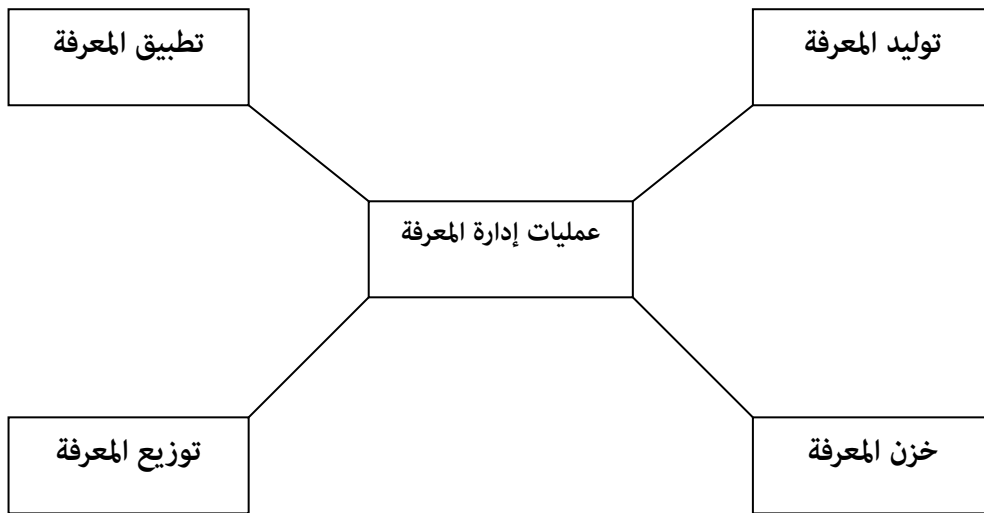 توليد المعرفة
تطبيق المعرفة
عمليات إدارة المعرفة
خزن المعرفة
توزيع المعرفة